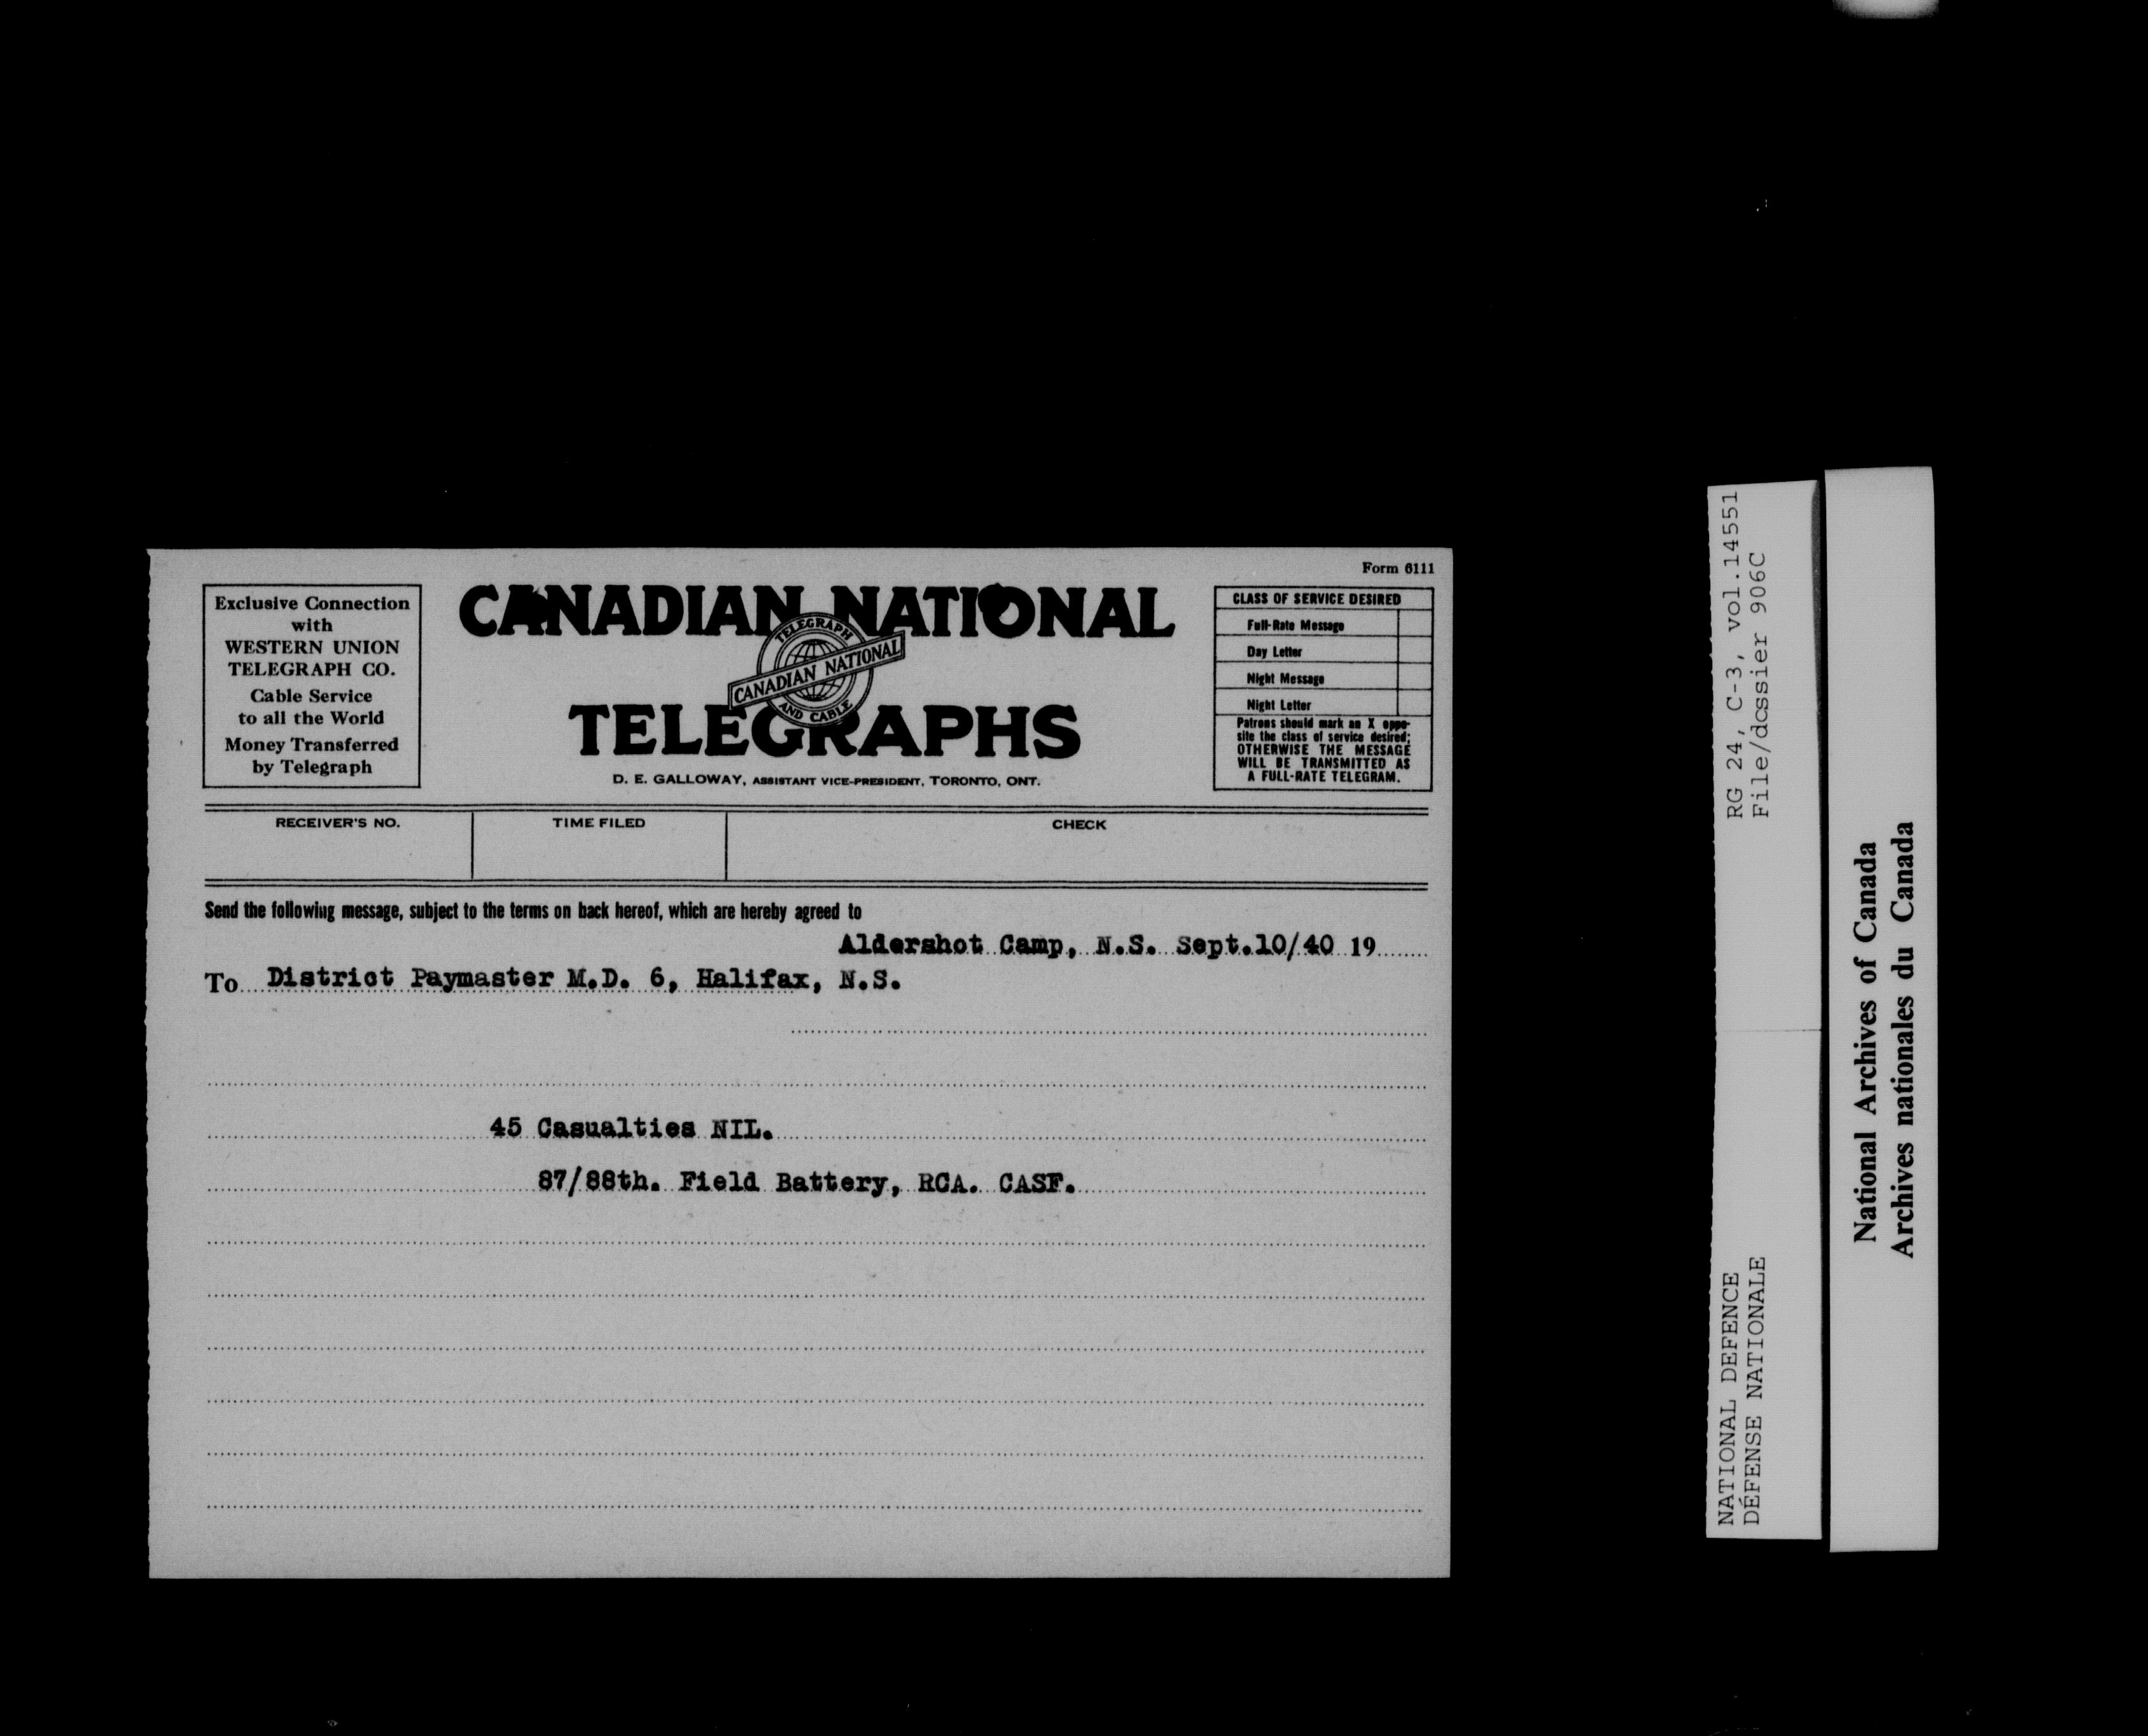 Form 6111
Exclusive Connection
with
WESTERN UNION
TELEGRAPH CO.
Cable Service
to all the World
Money Transferred
by Telegraph
CANADIAN NATIONAL
TELEGRAPH
CANADIAN NATIONAL
AND CABLE
TELEGRAPHS
D. E. GALLOWAY, ASSISTANT VICE-PRESIDENT, TORONTO, ONT.
CLASS OF SERVICE DESIRED
Full-Rate Message
Day Letter
Night Message
Night Letter
Patrons should mark an X oppo-
site the class of service desired;
OTHERWISE THE MESSAGE
WILL BE TRANSMITTED AS
A FULL-RATE TELEGRAM.
RECEIVER'S NO.
TIME FILED
CHECK
Send the following message, subject to the terms on back hereof, which are hereby agreed to
Aldershot Camp, N.S. Sept.10/40 19
To District Paymaster M.D. 6, Halifax, N.S.
45 Casualties NIL.
87/88th. Field Battery, RCA. CASF.
NATIONAL DEFENCE RG 24, C-3, vol.14551
DÉFENSE NATIONALE File/dossier 906C
National Archives of Canada
Archives nationales du Canada